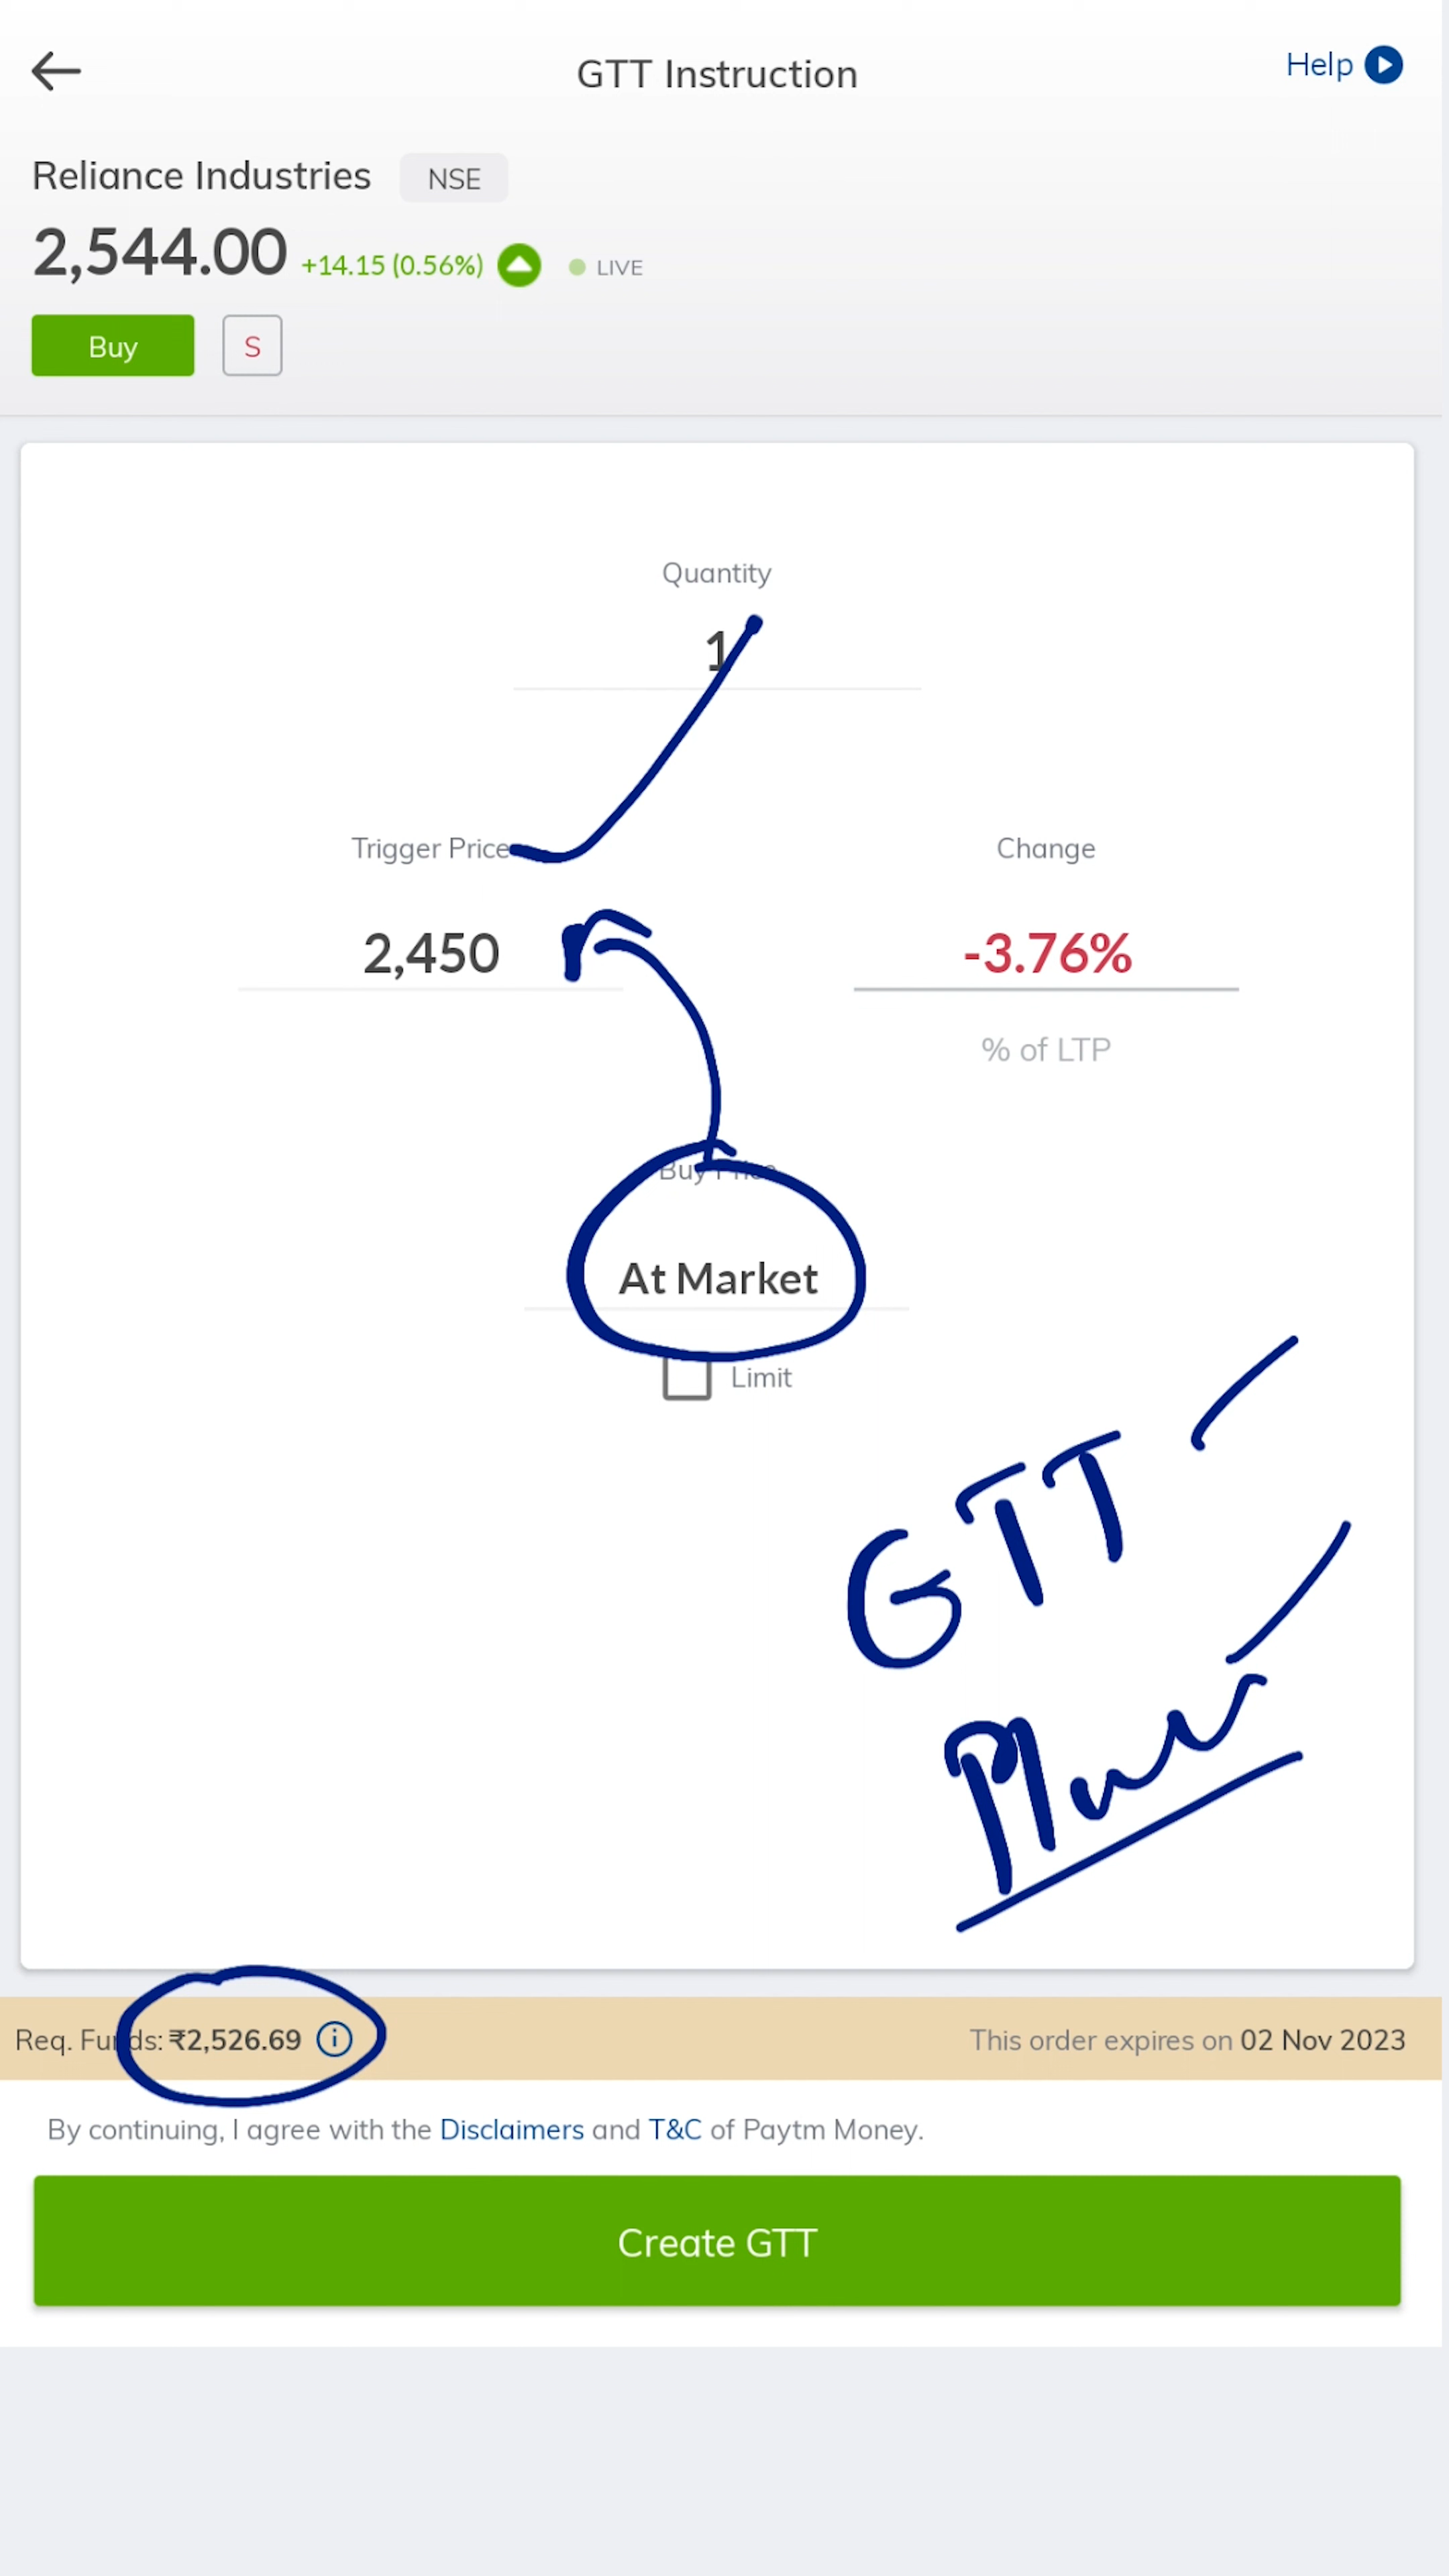 GTT Instruction
Help
Reliance Industries NSE
2,544.00 +14.15 (0.56%) LIVE
Buy S
Quantity
1
Trigger Price Change
2,450 -3.76%
% of LTP
Buy Price
At Market
Limit
GTT
Req. Funds: ₹2,526.69 This order expires on 02 Nov 2023
By continuing, I agree with the Disclaimers and T&C of Paytm Money.
Create GTT